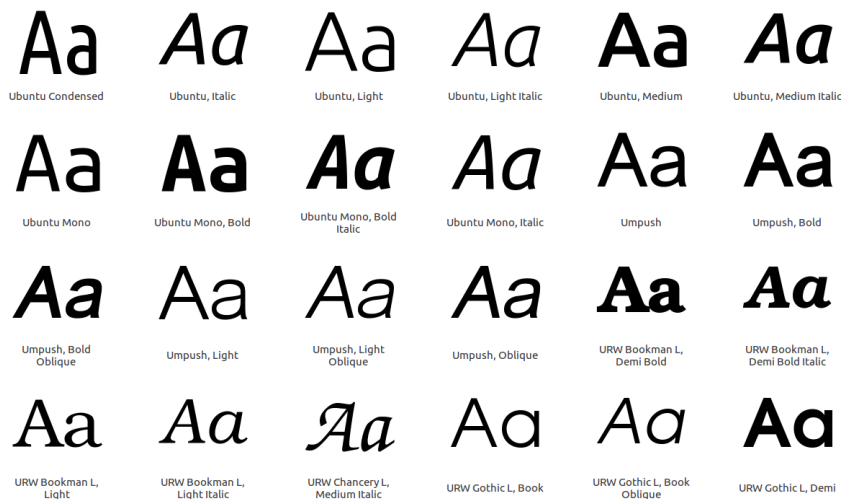 Aa Aa Aa Aa Aa Aa
Ubuntu Condensed Ubuntu, Italic Ubuntu, Light Ubuntu, Light Italic Ubuntu, Medium Ubuntu, Medium Italic
Aa Aa Aa Aa Aa Aa
Ubuntu Mono Ubuntu Mono, Bold Ubuntu Mono, Bold Italic Ubuntu Mono, Italic Umpush Umpush, Bold
Aa Aa Aa Aa Aa Aa
Umpush, Bold Oblique Umpush, Light Umpush, Light Oblique Umpush, Oblique URW Bookman L, Demi Bold URW Bookman L, Demi Bold Italic
Aa Aa Aa Aa Aa Aa
URW Bookman L, Light URW Bookman L, Light Italic URW Chancery L, Medium Italic URW Gothic L, Book URW Gothic L, Book Oblique URW Gothic L, Demi